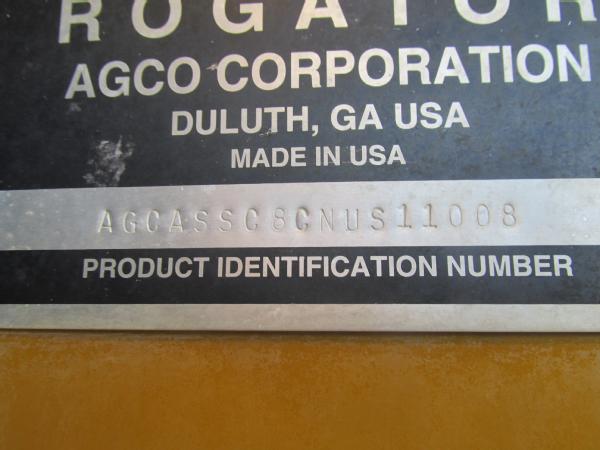 ROGATOR
AGCO CORPORATION
DULUTH, GA USA
MADE IN USA
AGCASSC8CNUS11008
PRODUCT IDENTIFICATION NUMBER